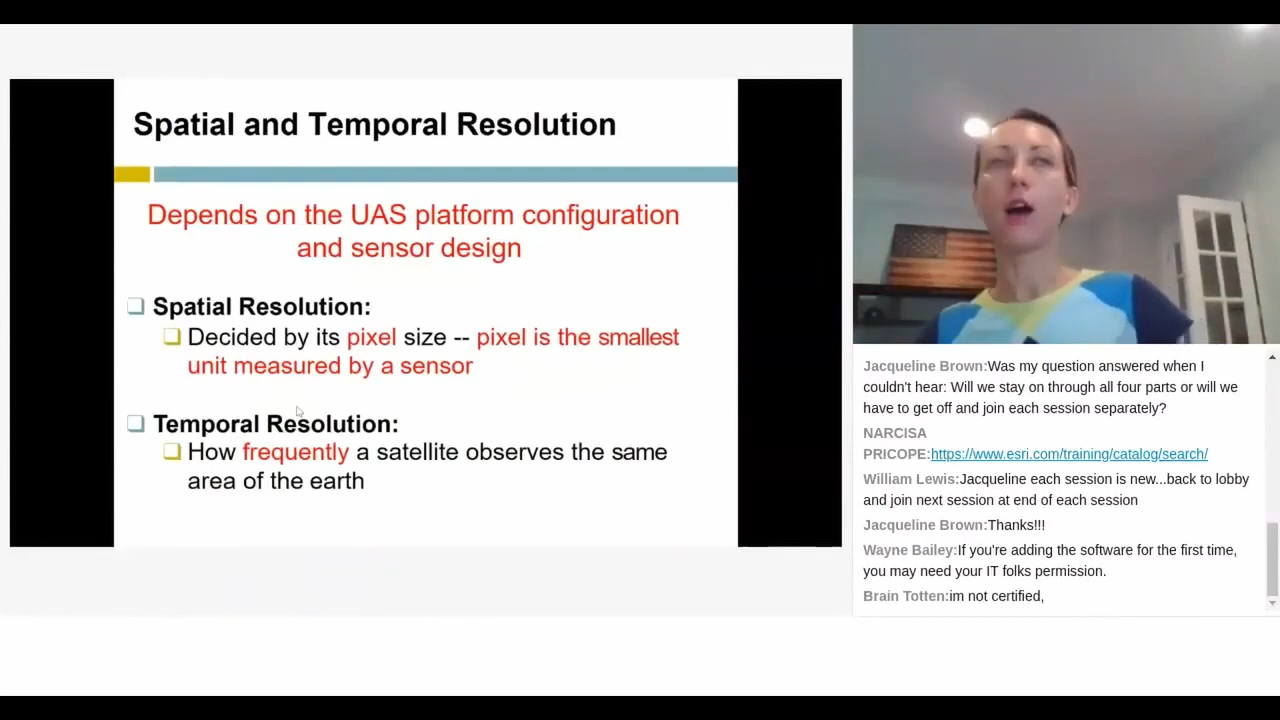 Spatial and Temporal Resolution
Depends on the UAS platform configuration
and sensor design
Spatial Resolution:
Decided by its pixel size -- pixel is the smallest
unit measured by a sensor
Temporal Resolution:
How frequently a satellite observes the same
area of the earth
Jacqueline Brown:Was my question answered when I
couldn't hear: Will we stay on through all four parts or will we
have to get off and join each session separately?
NARCISA
PRICOPE:https://www.esri.com/training/catalog/search/
William Lewis:Jacqueline each session is new...back to lobby
and join next session at end of each session
Jacqueline Brown:Thanks!!!
Wayne Bailey:If you're adding the software for the first time,
you may need your IT folks permission.
Brain Totten:im not certified,